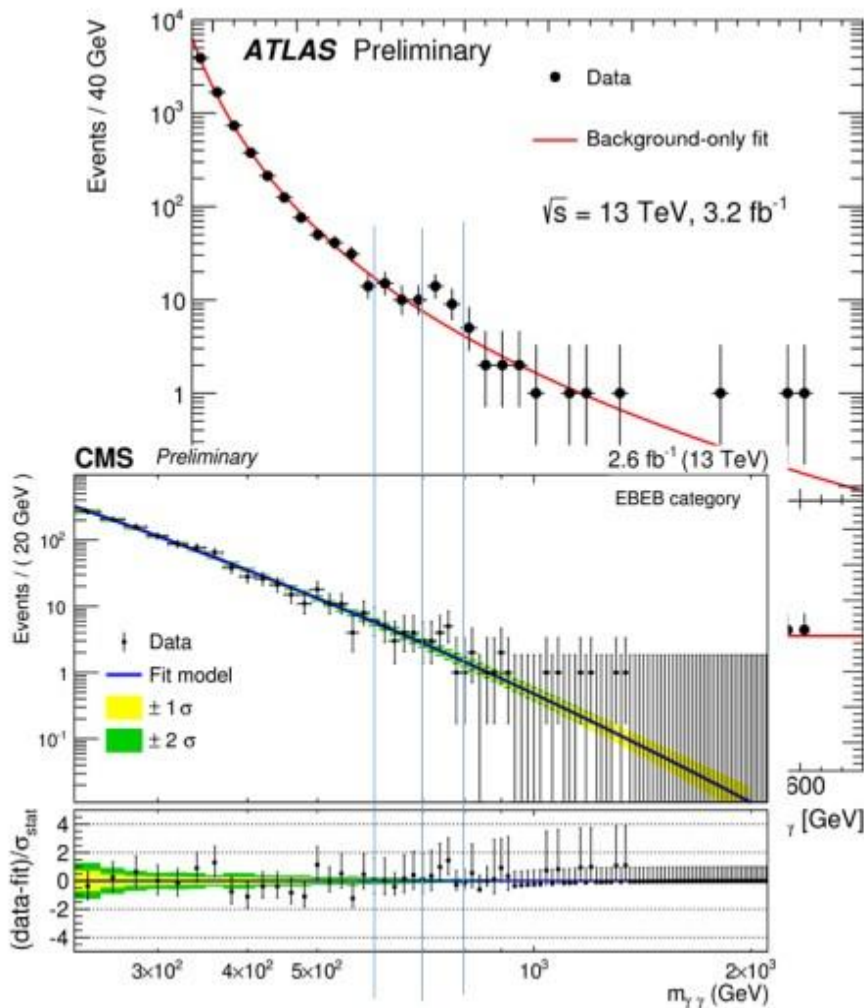 10⁴
ATLAS Preliminary
Events / 40 GeV
Data
10³
Background-only fit
√s = 13 TeV, 3.2 fb⁻¹
10²
10
1
CMS Preliminary
2.6 fb⁻¹ (13 TeV)
EBEB category
Events / ( 20 GeV )
10²
10
Data
1
Fit model
± 1 σ
10⁻¹
± 2 σ
600
γ [GeV]
(data-fit)/σstat
4
2
0
-2
-4
3×10² 4×10² 5×10² 10³ 2×10³
mγγ (GeV)